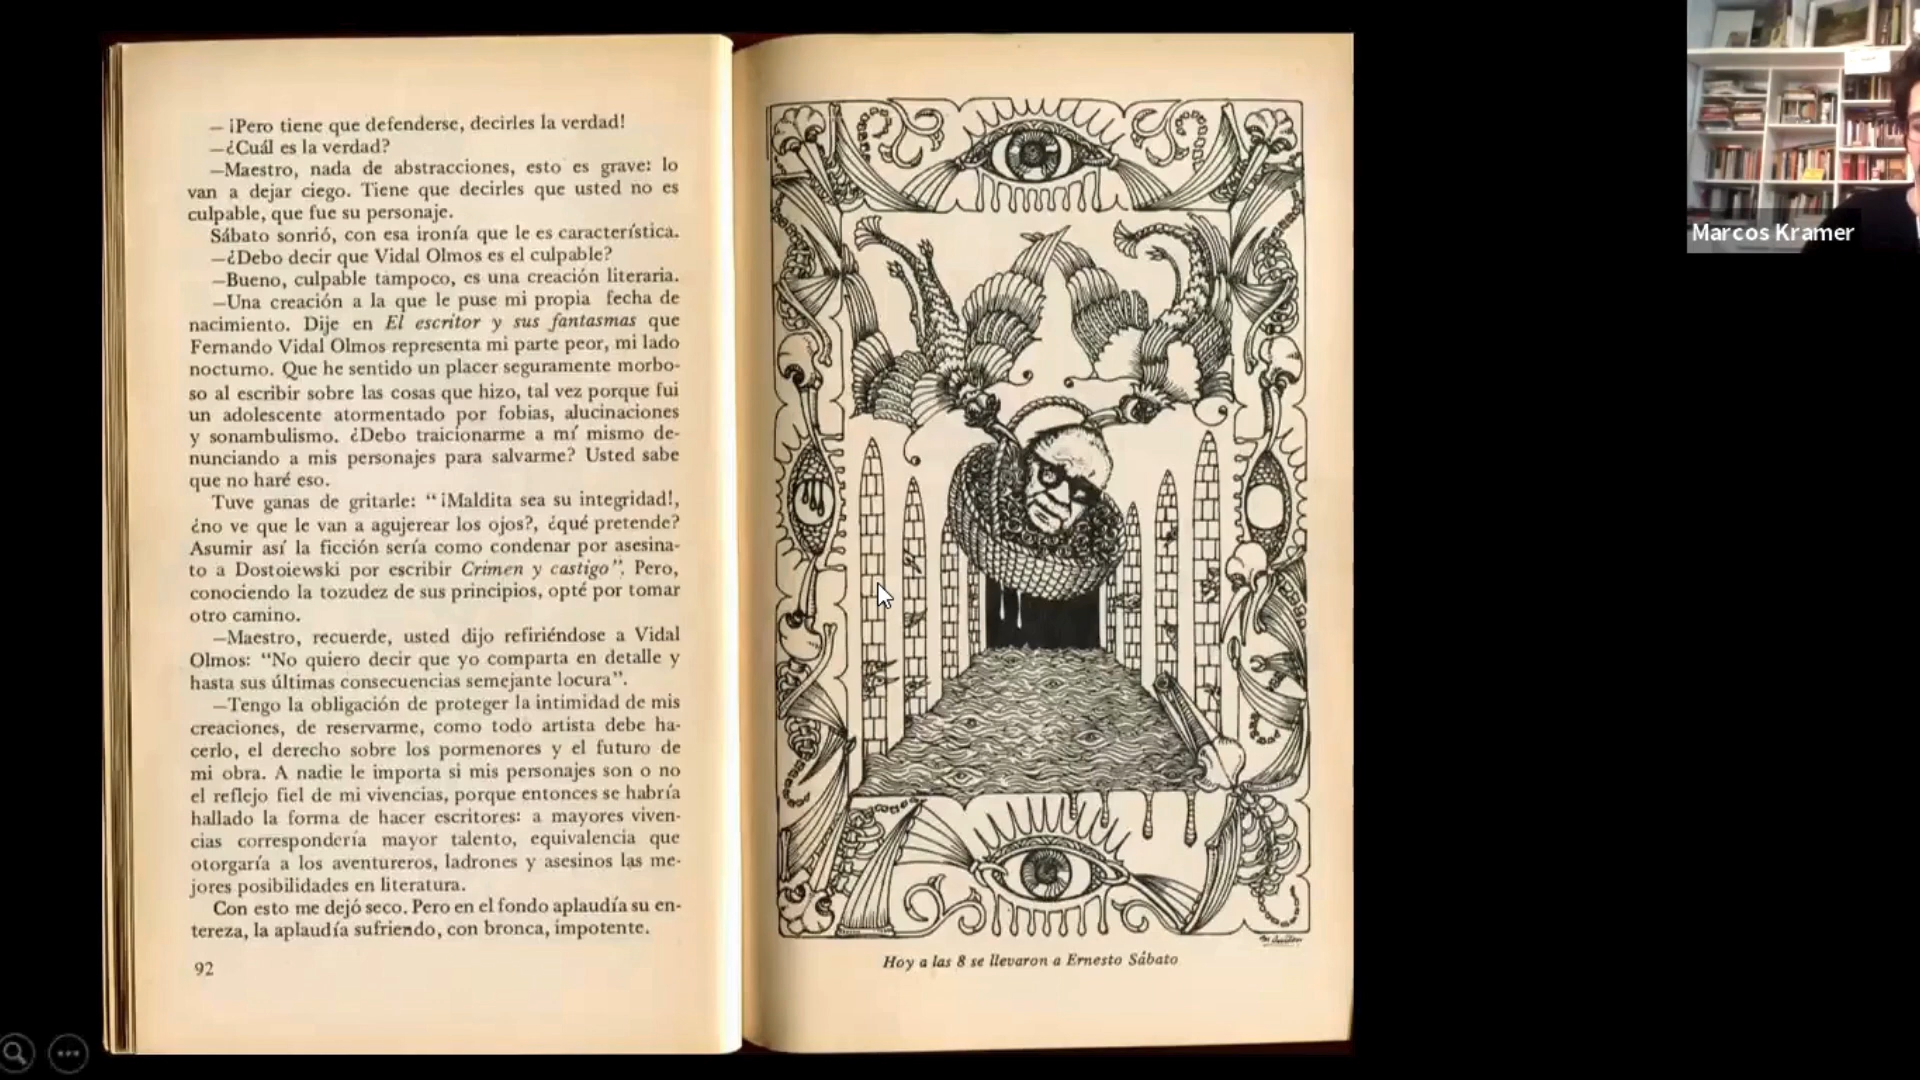 — ¡Pero tiene que defenderse, decirles la verdad!
—¿Cuál es la verdad?
—Maestro, nada de abstracciones, esto es grave: lo
van a dejar ciego. Tiene que decirles que usted no es
culpable, que fue su personaje.
Sábato sonrió, con esa ironía que le es característica.
—¿Debo decir que Vidal Olmos es el culpable?
—Bueno, culpable tampoco, es una creación literaria.
—Una creación a la que le puse mi propia fecha de
nacimiento. Dije en El escritor y sus fantasmas que
Fernando Vidal Olmos representa mi parte peor, mi lado
nocturno. Que he sentido un placer seguramente morbo-
so al escribir sobre las cosas que hizo, tal vez porque fui
un adolescente atormentado por fobias, alucinaciones
y sonambulismo. ¿Debo traicionarme a mí mismo de-
nunciando a mis personajes para salvarme? Usted sabe
que no haré eso.
Tuve ganas de gritarle: “¡Maldita sea su integridad!,
¿no ve que le van a agujerear los ojos?, ¿qué pretende?
Asumir así la ficción sería como condenar por asesina-
to a Dostoiewski por escribir Crimen y castigo”. Pero,
conociendo la tozudez de sus principios, opté por tomar
otro camino.
—Maestro, recuerde, usted dijo refiriéndose a Vidal
Olmos: “No quiero decir que yo comparta en detalle y
hasta sus últimas consecuencias semejante locura”.
—Tengo la obligación de proteger la intimidad de mis
creaciones, de reservarme, como todo artista debe ha-
cerlo, el derecho sobre los pormenores y el futuro de
mi obra. A nadie le importa si mis personajes son o no
el reflejo fiel de mi vivencias, porque entonces se habría
hallado la forma de hacer escritores: a mayores viven-
cias correspondería mayor talento, equivalencia que
otorgaría a los aventureros, ladrones y asesinos las me-
jores posibilidades en literatura.
Con esto me dejó seco. Pero en el fondo aplaudía su en-
tereza, la aplaudía sufriendo, con bronca, impotente.
92
Hoy a las 8 se llevaron a Ernesto Sábato
Marcos Kramer